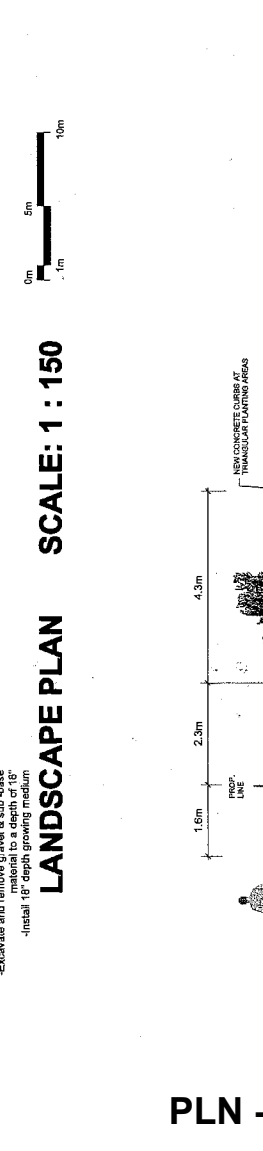 -Excavate and remove gravel & sub -base
material to a depth of 18"
-Install 18" depth growing medium
LANDSCAPE PLAN SCALE: 1 : 150
0m 5m
1m 10m
1.6m 2.3m 4.3m
PROP.
LINE
NEW CONCRETE CURBS AT
TRIANGULAR PLANTING AREAS
PLN -